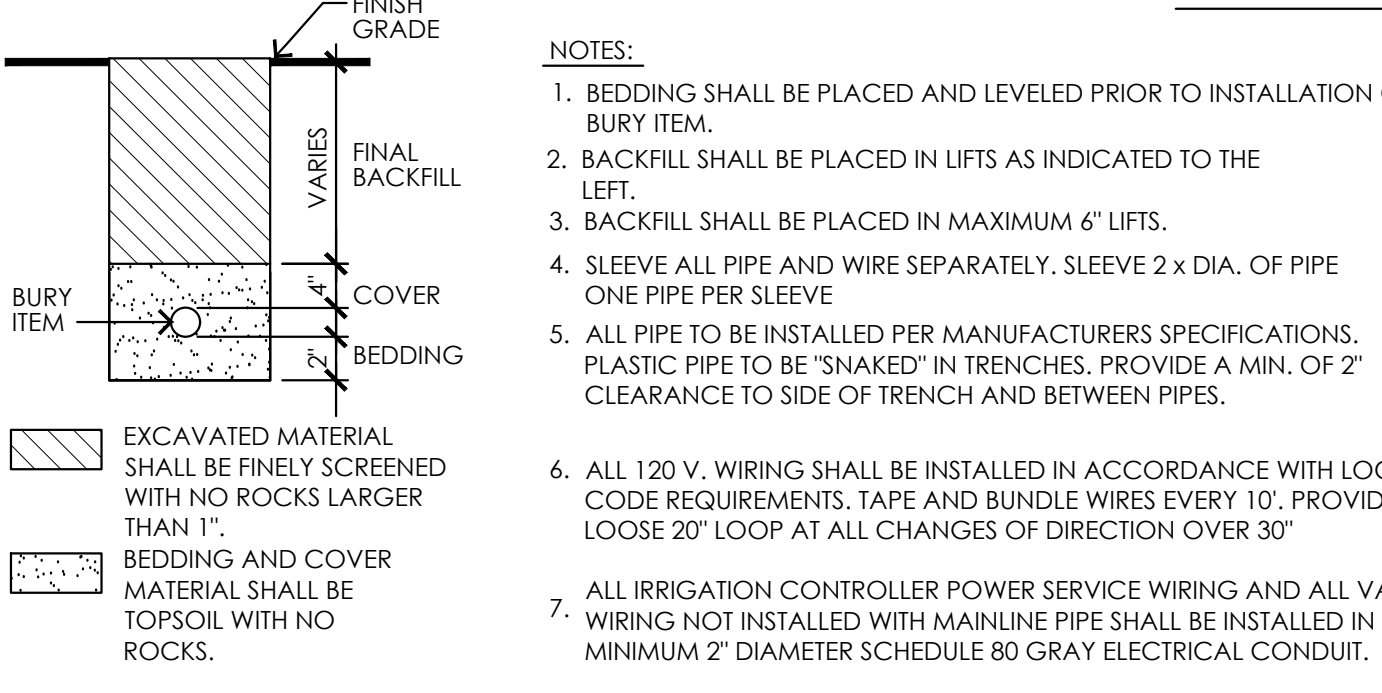 FINISH
GRADE
VARIES
FINAL
BACKFILL
4"
COVER
BURY
ITEM
2"
BEDDING
EXCAVATED MATERIAL
SHALL BE FINELY SCREENED
WITH NO ROCKS LARGER
THAN 1".
BEDDING AND COVER
MATERIAL SHALL BE
TOPSOIL WITH NO
ROCKS.
NOTES:
1. BEDDING SHALL BE PLACED AND LEVELED PRIOR TO INSTALLATION
BURY ITEM.
2. BACKFILL SHALL BE PLACED IN LIFTS AS INDICATED TO THE
LEFT.
3. BACKFILL SHALL BE PLACED IN MAXIMUM 6" LIFTS.
4. SLEEVE ALL PIPE AND WIRE SEPARATELY. SLEEVE 2 x DIA. OF PIPE
ONE PIPE PER SLEEVE
5. ALL PIPE TO BE INSTALLED PER MANUFACTURERS SPECIFICATIONS.
PLASTIC PIPE TO BE "SNAKED" IN TRENCHES. PROVIDE A MIN. OF 2"
CLEARANCE TO SIDE OF TRENCH AND BETWEEN PIPES.
6. ALL 120 V. WIRING SHALL BE INSTALLED IN ACCORDANCE WITH
CODE REQUIREMENTS. TAPE AND BUNDLE WIRES EVERY 10'.
LOOSE 20" LOOP AT ALL CHANGES OF DIRECTION OVER 30"
7. ALL IRRIGATION CONTROLLER POWER SERVICE WIRING AND ALL
WIRING NOT INSTALLED WITH MAINLINE PIPE SHALL BE INSTALLED IN
MINIMUM 2" DIAMETER SCHEDULE 80 GRAY ELECTRICAL CONDUIT.